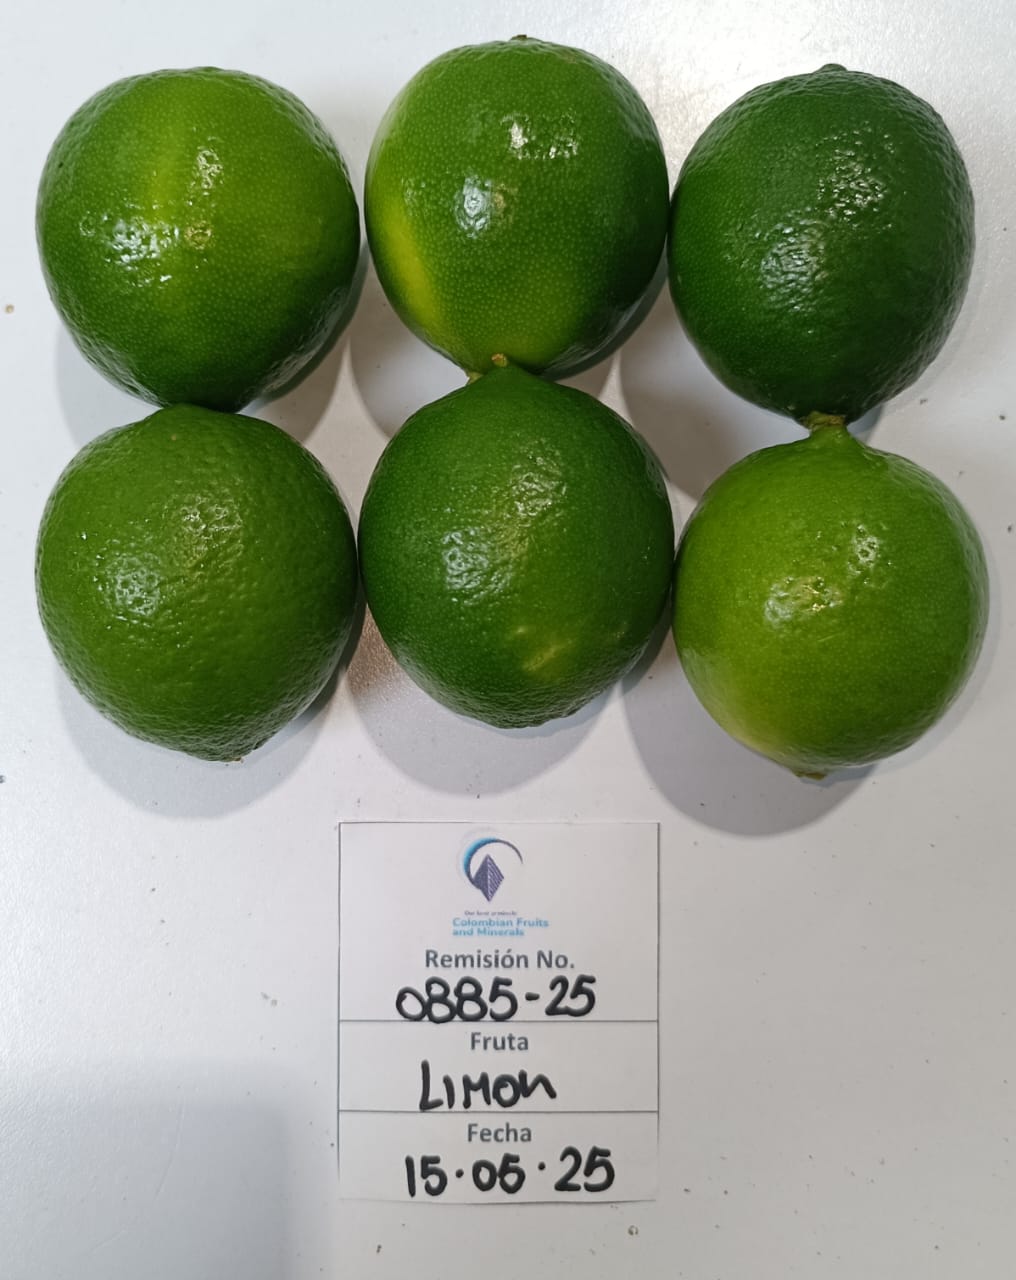 Our best products
Colombian Fruits
and Minerals
Remisión No.
0885-25
Fruta
LIMON
Fecha
15·05·25